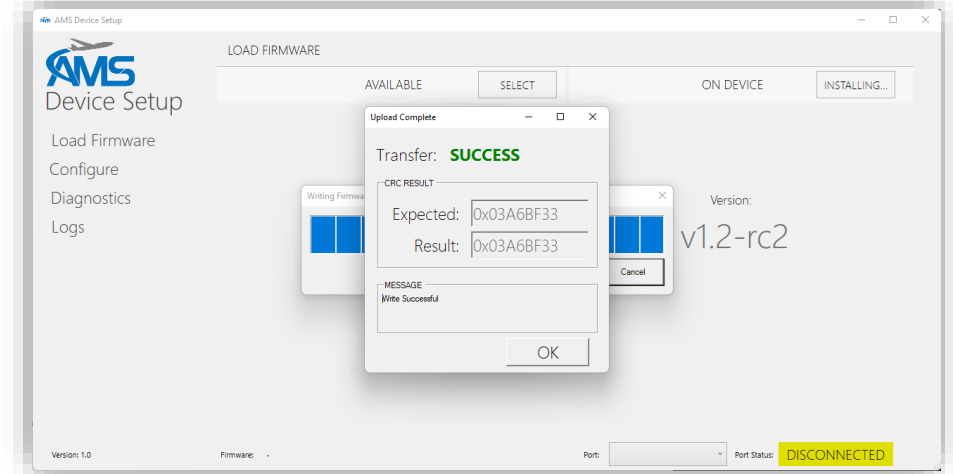 AMS Device Setup
AMS
Device Setup
Load Firmware
Configure
Diagnostics
Logs
LOAD FIRMWARE
AVAILABLE
SELECT
ON DEVICE
INSTALLING...
Upload Complete
Transfer: SUCCESS
CRC RESULT
Expected: 0x03A6BF33
Result: 0x03A6BF33
MESSAGE
Write Successful
OK
Writing Firmwa
Cancel
Version:
v1.2-rc2
Version: 1.0
Firmware: -
Port:
Port Status: DISCONNECTED